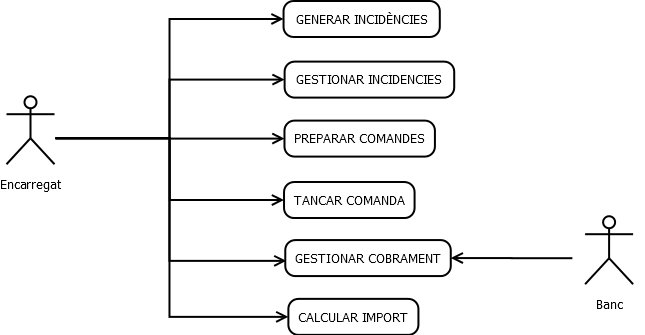 GENERAR INCIDÈNCIES
GESTIONAR INCIDENCIES
PREPARAR COMANDES
Encarregat
TANCAR COMANDA
GESTIONAR COBRAMENT
Banc
CALCULAR IMPORT